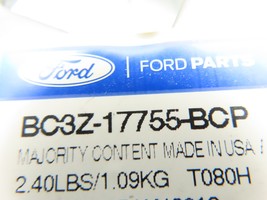 Ford
FORD PARTS
BC3Z-17755-BCP
MAJORITY CONTENT MADE IN USA /
2.40LBS/1.09KG T080H